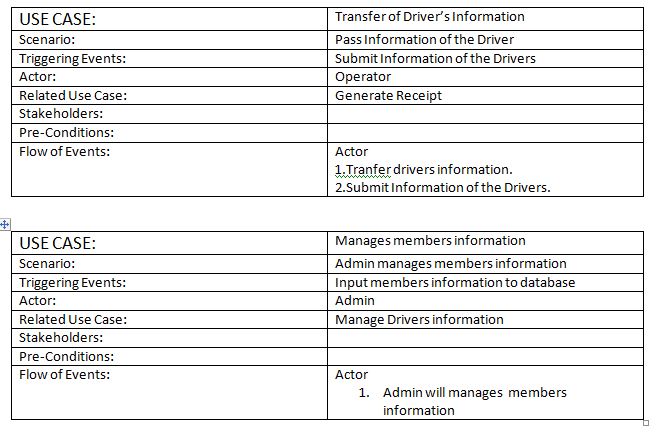 USE CASE: Transfer of Driver's Information
Scenario: Pass Information of the Driver
Triggering Events: Submit Information of the Drivers
Actor: Operator
Related Use Case: Generate Receipt
Stakeholders:
Pre-Conditions:
Flow of Events: Actor
1.Tranfer drivers information.
2.Submit Information of the Drivers.
USE CASE: Manages members information
Scenario: Admin manages members information
Triggering Events: Input members information to database
Actor: Admin
Related Use Case: Manage Drivers information
Stakeholders:
Pre-Conditions:
Flow of Events: Actor
1. Admin will manages members
information